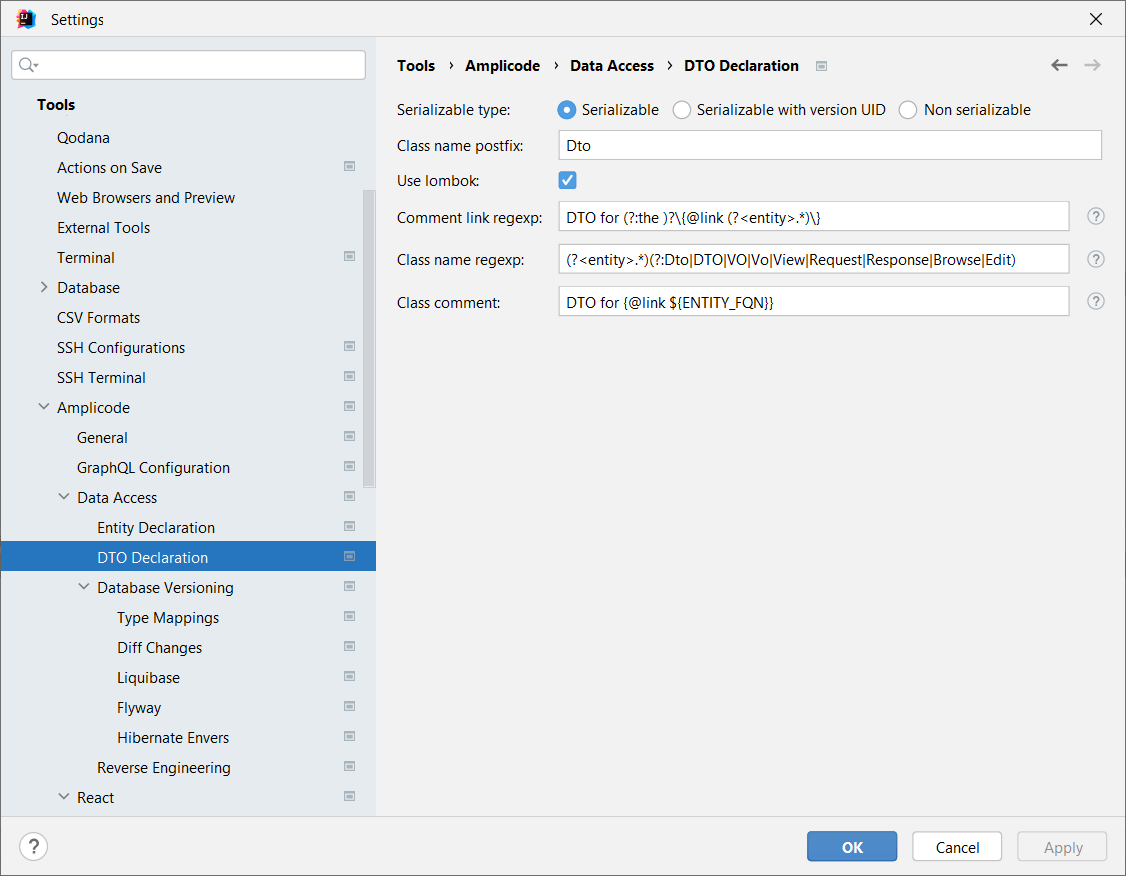 Settings
Tools
Qodana
Actions on Save
Web Browsers and Preview
External Tools
Terminal
Database
CSV Formats
SSH Configurations
SSH Terminal
Amplicode
General
GraphQL Configuration
Data Access
Entity Declaration
DTO Declaration
Database Versioning
Type Mappings
Diff Changes
Liquibase
Flyway
Hibernate Envers
Reverse Engineering
React
Tools › Amplicode › Data Access › DTO Declaration
Serializable type: Serializable Serializable with version UID Non serializable
Class name postfix: Dto
Use lombok:
Comment link regexp: DTO for (?:the )?\{@link (?<entity>.*)\} ?
Class name regexp: (?<entity>.*)(?:Dto|DTO|VO|Vo|View|Request|Response|Browse|Edit) ?
Class comment: DTO for {@link ${ENTITY_FQN}} ?
? OK Cancel Apply